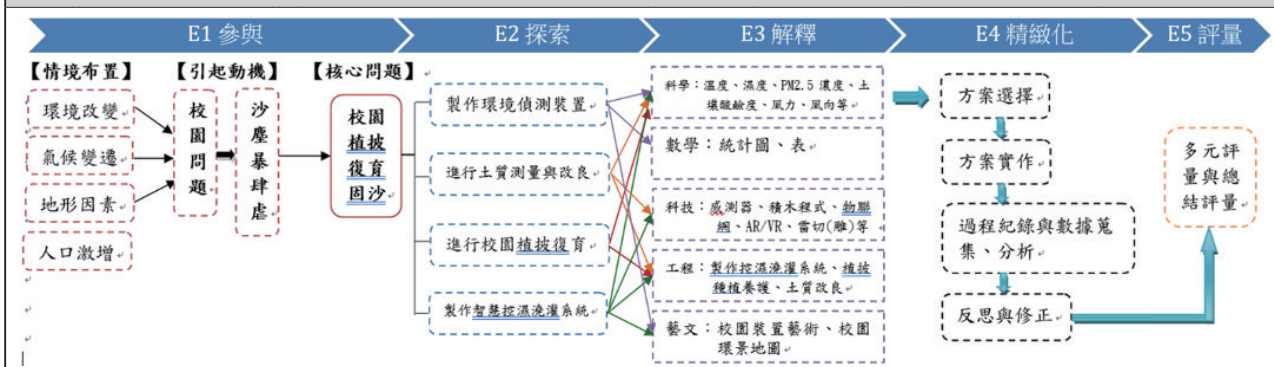 E1 參與
E2 探索
E3 解釋
E4 精緻化
E5 評量
【情境布置】
【引起動機】
【核心問題】
環境改變
氣候變遷
地形因素
人口激增
校園問題
沙塵暴肆虐
校園
植披
復育
固沙
製作環境偵測裝置
進行土質測量與改良
進行校園植披復育
製作智慧控濕澆灌系統
科學：溫度、濕度、PM2.5 濃度、土
壤酸鹼度、風力、風向等
數學：統計圖、表
科技：感測器、積木程式、物聯
網、AR/VR、雷切(雕)等
工程：製作控濕澆灌系統、植披
種植養護、土質改良
藝文：校園裝置藝術、校園
環景地圖
方案選擇
方案實作
過程紀錄與數據蒐
集、分析
反思與修正
多元評
量與總
結評量